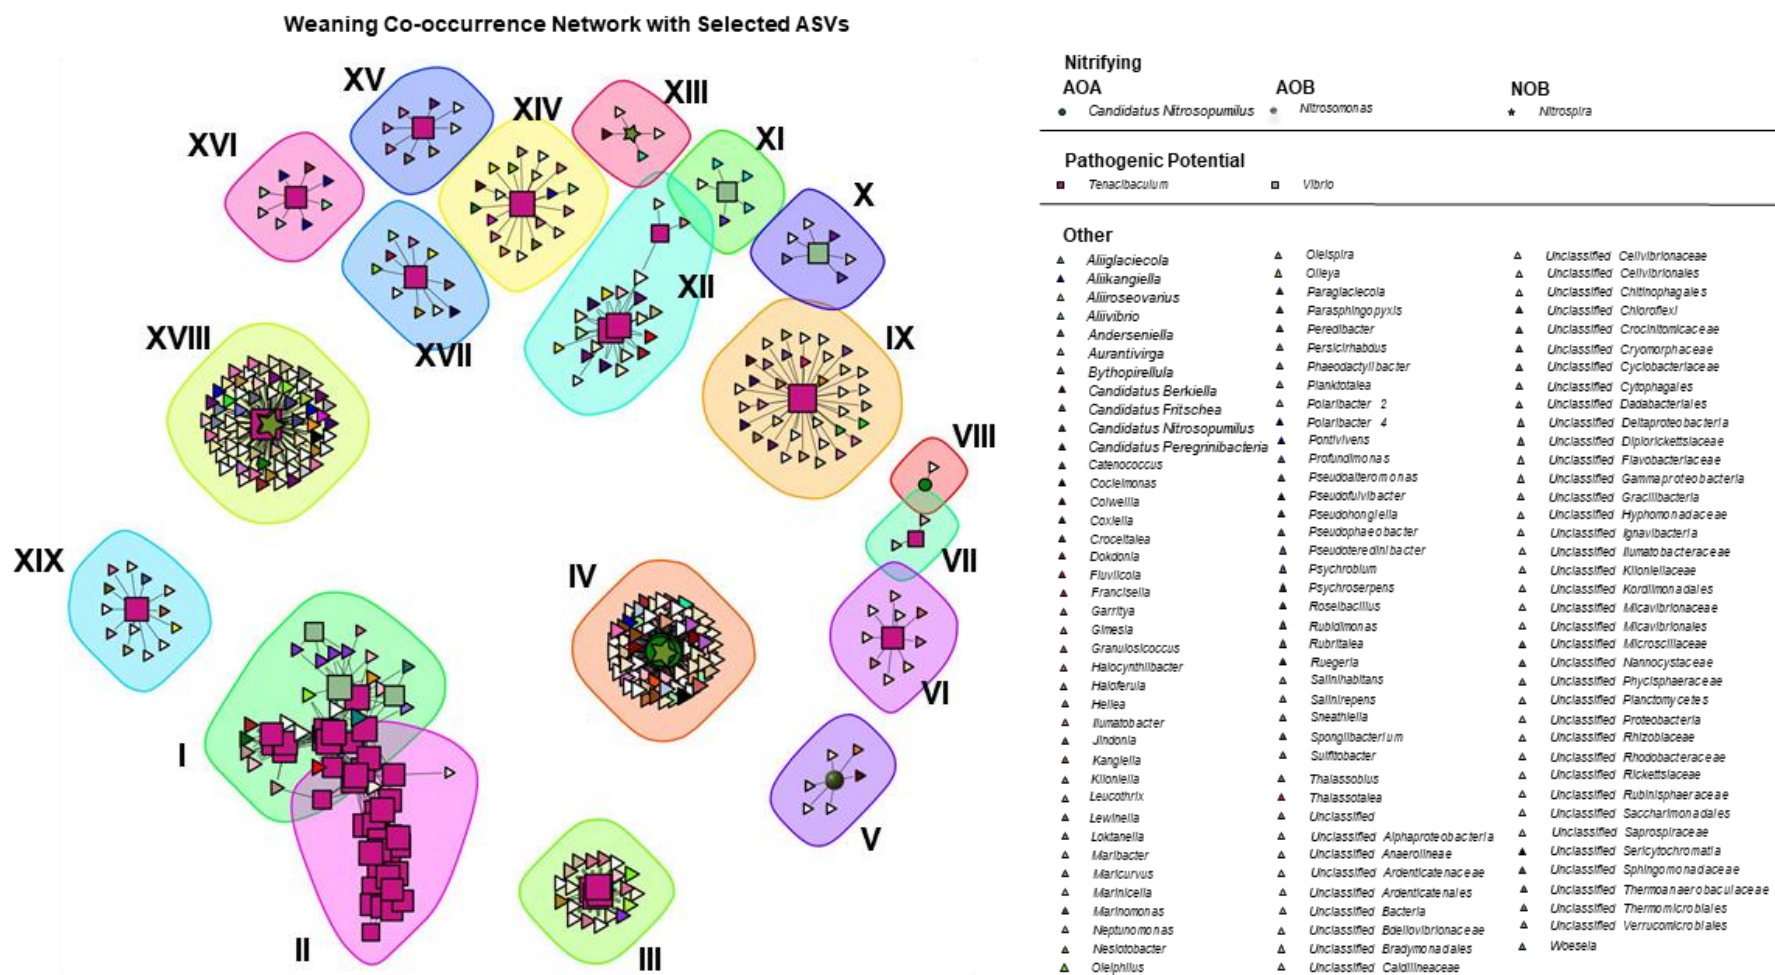 Weaning Co-occurrence Network with Selected ASVs
XV
XIV
XIII
XVI
XI
X
XII
XVII
XVIII
IX
VIII
XIX
IV
VII
VI
I
V
II
III
Nitrifying
AOA
AOB
NOB
Candidatus Nitrosopumilus
Nitrosomonas
Nitrospira
Pathogenic Potential
Tenacibaculum
Vibrio
Other
Aliiglaciecola
Aliikangiella
Aliiroseovarius
Aliivibrio
Anderseniella
Aurantivirga
Bythopirellula
Candidatus Berkiella
Candidatus Fritschea
Candidatus Nitrosopumilus
Candidatus Peregrinibacteria
Catenococcus
Cocleimonas
Colwellia
Coxiella
Croceitalea
Dokdonia
Fluviicola
Francisella
Garritya
Gimesia
Granulosicoccus
Halocynthiibacter
Haloferula
Hellea
Ilumatobacter
Jindonia
Kangiella
Kiloniella
Leucothrix
Lewinella
Loktanella
Maribacter
Maricurvus
Marinicella
Marinomonas
Neptunomonas
Nesiotobacter
Oleiphilus
Oleispira
Olleya
Paraglaciecola
Parasphingopyxis
Peredibacter
Persicirhabdus
Phaeodactylibacter
Planktotalea
Polaribacter 2
Polaribacter 4
Pontivivens
Profundimonas
Pseudoalteromonas
Pseudofulvibacter
Pseudohongiella
Pseudophaeobacter
Pseudoteredinibacter
Psychrobium
Psychroserpens
Roseibacillus
Rubidimonas
Rubritalea
Ruegeria
Salinihabitans
Salinirepens
Sneathiella
Spongiibacterium
Sulfitobacter
Thalassobius
Thalassotalea
Unclassified
Unclassified Alphaproteobacteria
Unclassified Anaerolineae
Unclassified Ardenticatenaceae
Unclassified Ardenticatenales
Unclassified Bacteria
Unclassified Bdellovibrionaceae
Unclassified Bradymonadales
Unclassified Caldilineaceae
Unclassified Cellvibrionaceae
Unclassified Cellvibrionales
Unclassified Chitinophagales
Unclassified Chloroflexi
Unclassified Crocinitomicaceae
Unclassified Cryomorphaceae
Unclassified Cyclobacteriaceae
Unclassified Cytophagales
Unclassified Dadabacteriales
Unclassified Deltaproteobacteria
Unclassified Diplorickettsiaceae
Unclassified Flavobacteriaceae
Unclassified Gammaproteobacteria
Unclassified Gracilibacteria
Unclassified Hyphomonadaceae
Unclassified Ignavibacteria
Unclassified Ilumatobacteraceae
Unclassified Kiloniellaceae
Unclassified Kordiimonadales
Unclassified Micavibrionaceae
Unclassified Micavibrionales
Unclassified Microscillaceae
Unclassified Nannocystaceae
Unclassified Phycisphaeraceae
Unclassified Planctomycetes
Unclassified Proteobacteria
Unclassified Rhizobiaceae
Unclassified Rhodobacteraceae
Unclassified Rickettsiaceae
Unclassified Rubinisphaeraceae
Unclassified Saccharimonadales
Unclassified Saprospiraceae
Unclassified Sericytochromatia
Unclassified Sphingomonadaceae
Unclassified Thermoanaerobaculaceae
Unclassified Thermomicrobiales
Unclassified Verrucomicrobiales
Woeseia